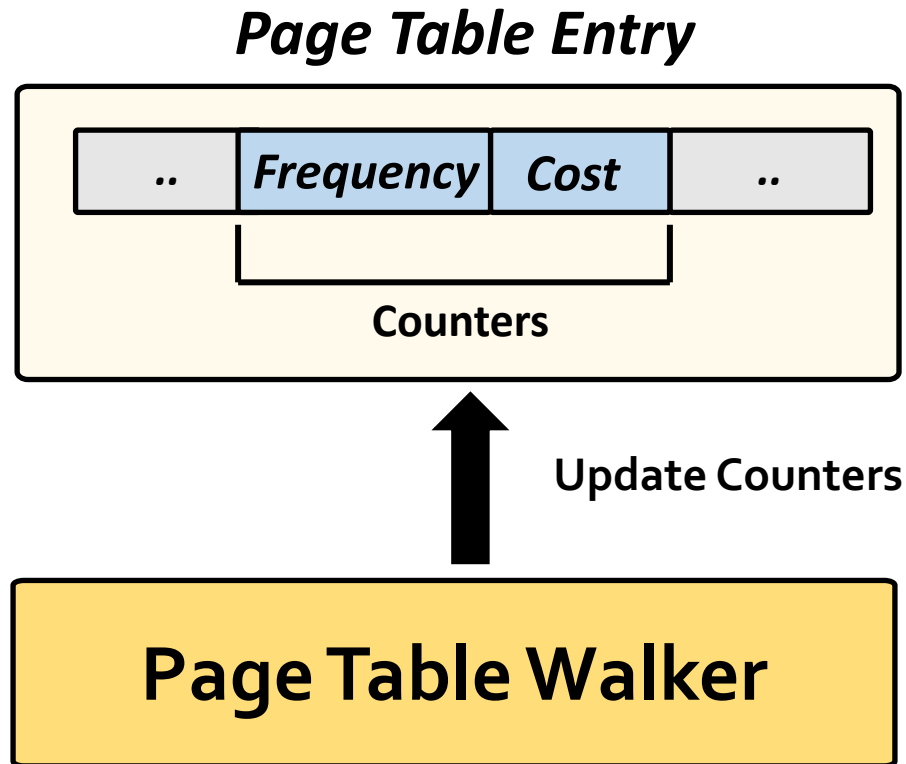 Page Table Entry
.. Frequency Cost ..
Counters
Update Counters
Page Table Walker